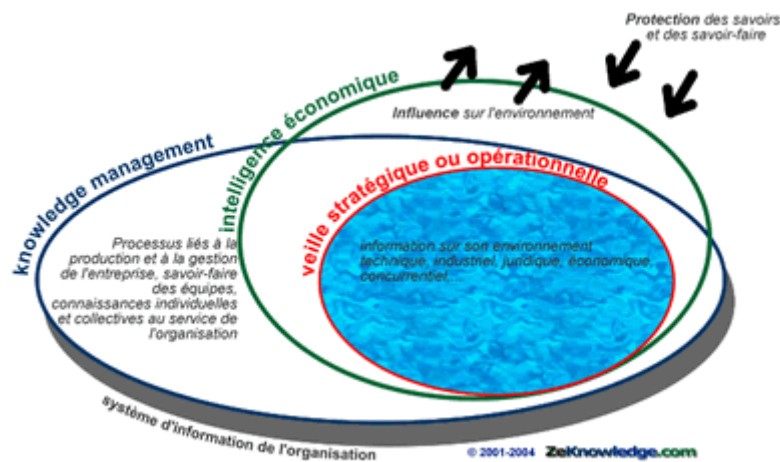 Protection des savoirs
et des savoir-faire
Influence sur l'environnement
intelligence économique
knowledge management
veille stratégique ou opérationnelle
Processus liés à la
production et à la gestion
de l'entreprise, savoir-faire
des équipes,
connaissances individuelles
et collectives au service de
l'organisation
information sur son environnement
technique, industriel, juridique, économique,
concurrentiel,...
système d'information de l'organisation
© 2001-2004 ZeKnowledge.com